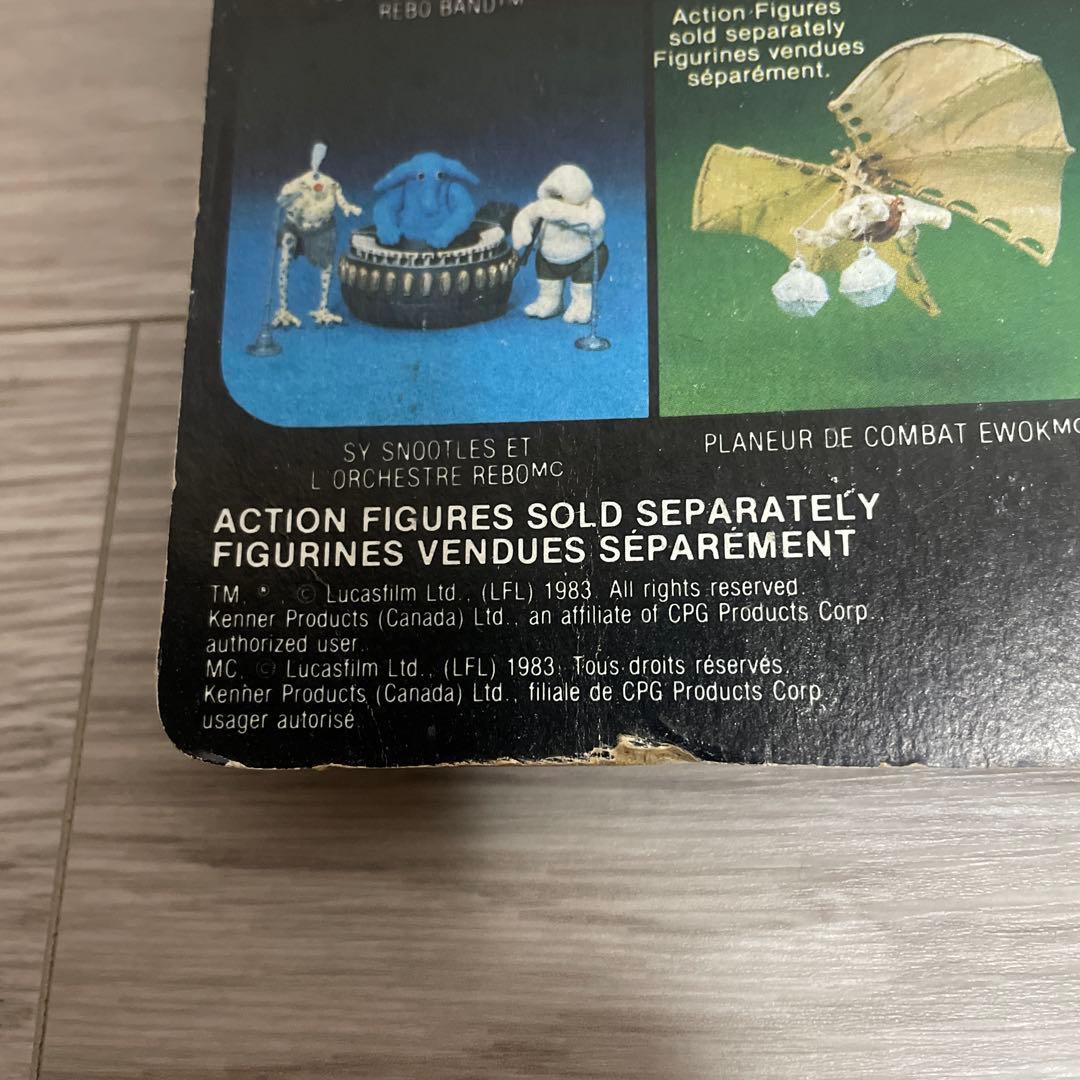 REBO BAND™
Action Figures
sold separately
Figurines vendues
séparément.
SY SNOOTLES ET
L'ORCHESTRE REBOMC
PLANEUR DE COMBAT EWOKMC
ACTION FIGURES SOLD SEPARATELY
FIGURINES VENDUES SÉPARÉMENT
TM, ® , © Lucasfilm Ltd., (LFL) 1983. All rights reserved.
Kenner Products (Canada) Ltd., an affiliate of CPG Products Corp.,
authorized user.
MC, © Lucasfilm Ltd., (LFL) 1983. Tous droits réservés.
Kenner Products (Canada) Ltd., filiale de CPG Products Corp.
usager autorisé